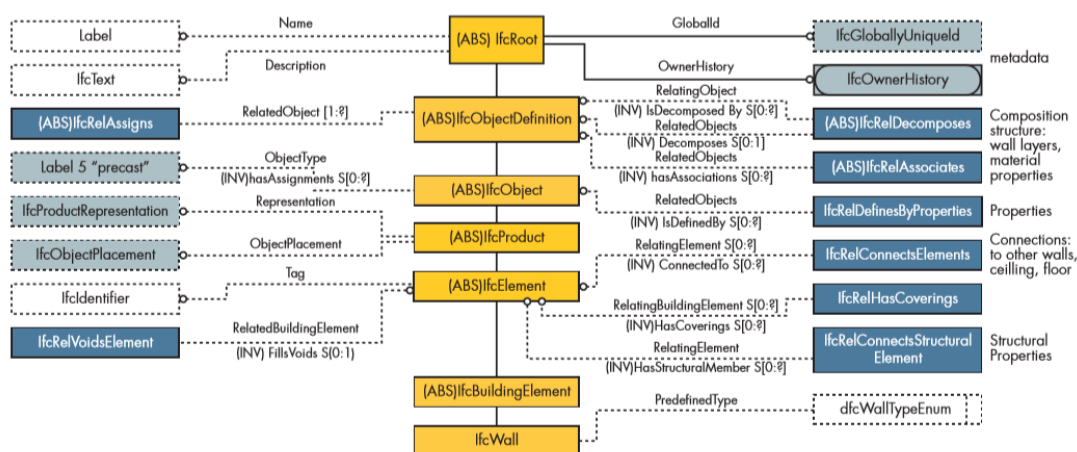 Name
Label
(ABS) IfcRoot
GlobalId
IfcGloballyUniqueId
metadata
IfcText
Description
OwnerHistory
IfcOwnerHistory
(ABS)IfcRelAssigns
RelatedObject [1:?]
(ABS)IfcObjectDefinition
RelatingObject
(INV) IsDecomposed By S[0:?]
RelatedObjects
(INV) Decomposes S[0:1]
RelatedObjects
(INV) hasAssociations S[0:?]
(ABS)IfcRelDecomposes
(ABS)IfcRelAssociates
Composition
structure:
wall layers,
material
properties
Label 5 "precast"
ObjectType
(INV)hasAssignments S[0:?]
(ABS)IfcObject
RelatedObjects
(INV) IsDefinedBy S[0:?]
IfcRelDefinesByProperties
Properties
IfcProductRepresentation
Representation
(ABS)IfcProduct
IfcObjectPlacement
ObjectPlacement
RelatingElement S[0:?]
(INV) ConnectedTo S[0:?]
IfcRelConnectsElements
Connections:
to other walls,
ceilling, floor
(ABS)IfcElement
IfcIdentifier
Tag
RelatingBuildingElement S[0:?]
(INV)HasCoverings S[0:?]
IfcRelHasCoverings
IfcRelVoidsElement
RelatedBuildingElement
(INV) FillsVoids S(0:1)
RelatingElement
(INV)HasStructuralMember S[0:?]
IfcRelConnectsStructural
Element
Structural
Properties
(ABS)IfcBuildingElement
PredefinedType
dfcWallTypeEnum
IfcWall